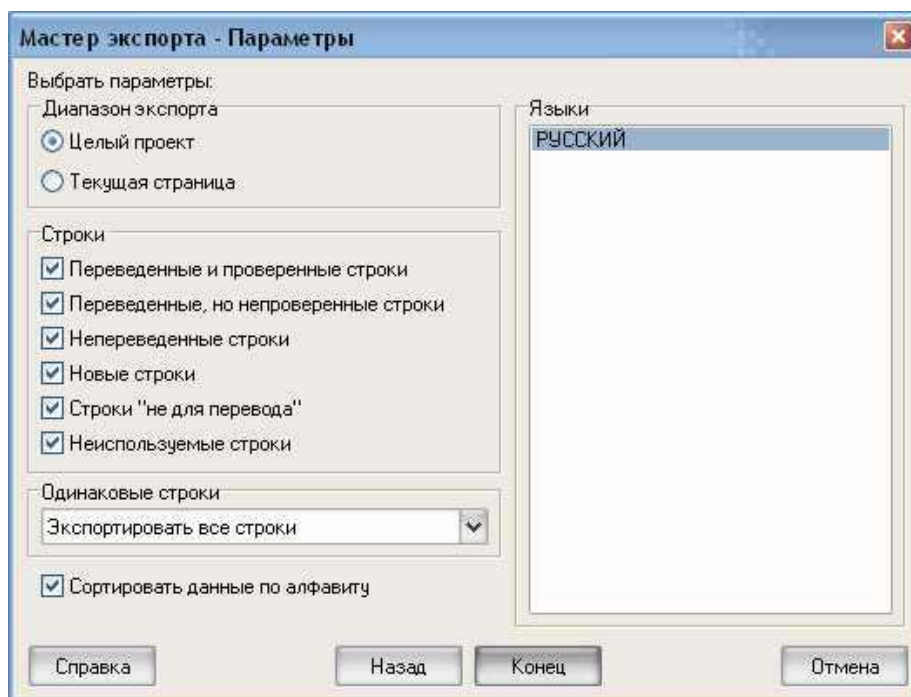 Мастер экспорта - Параметры
Выбрать параметры:
Диапазон экспорта
Целый проект
Текущая страница
Строки
Переведенные и проверенные строки
Переведенные, но непроверенные строки
Непереведенные строки
Новые строки
Строки "не для перевода"
Неиспользуемые строки
Одинаковые строки
Экспортировать все строки
Сортировать данные по алфавиту
Языки
РУССКИЙ
Справка
Назад
Конец
Отмена